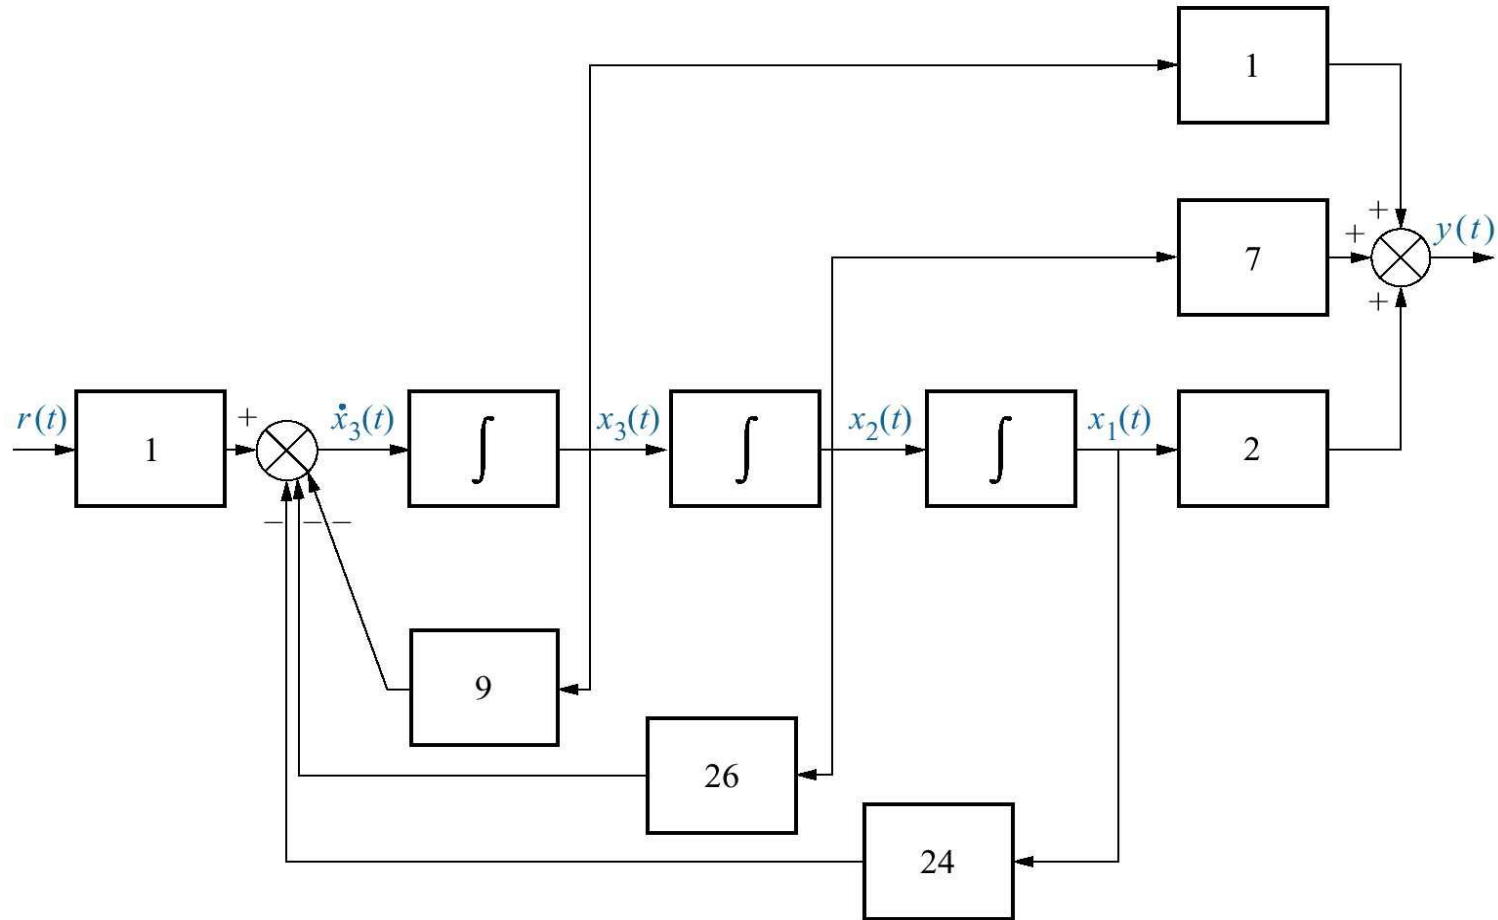 1
+
7
+
y(t)
+
r(t)
1
+
ẋ₃(t)
∫
x₃(t)
∫
x₂(t)
∫
x₁(t)
2
− − −
9
26
24